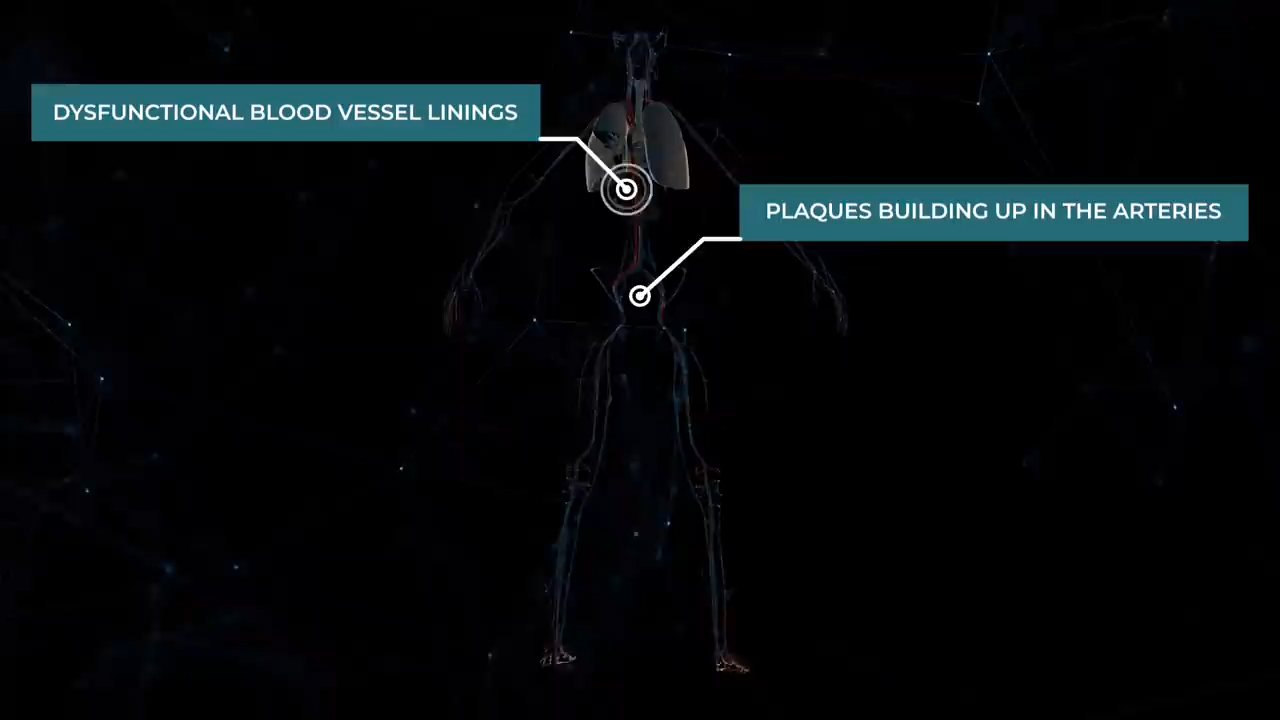 DYSFUNCTIONAL BLOOD VESSEL LININGS
PLAQUES BUILDING UP IN THE ARTERIES